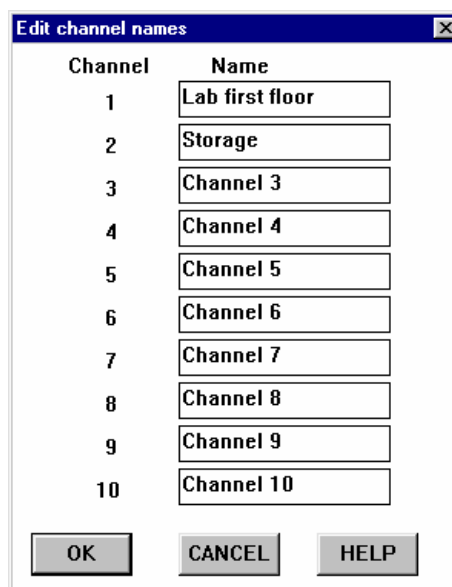 Edit channel names
Channel Name
1 Lab first floor
2 Storage
3 Channel 3
4 Channel 4
5 Channel 5
6 Channel 6
7 Channel 7
8 Channel 8
9 Channel 9
10 Channel 10
OK CANCEL HELP